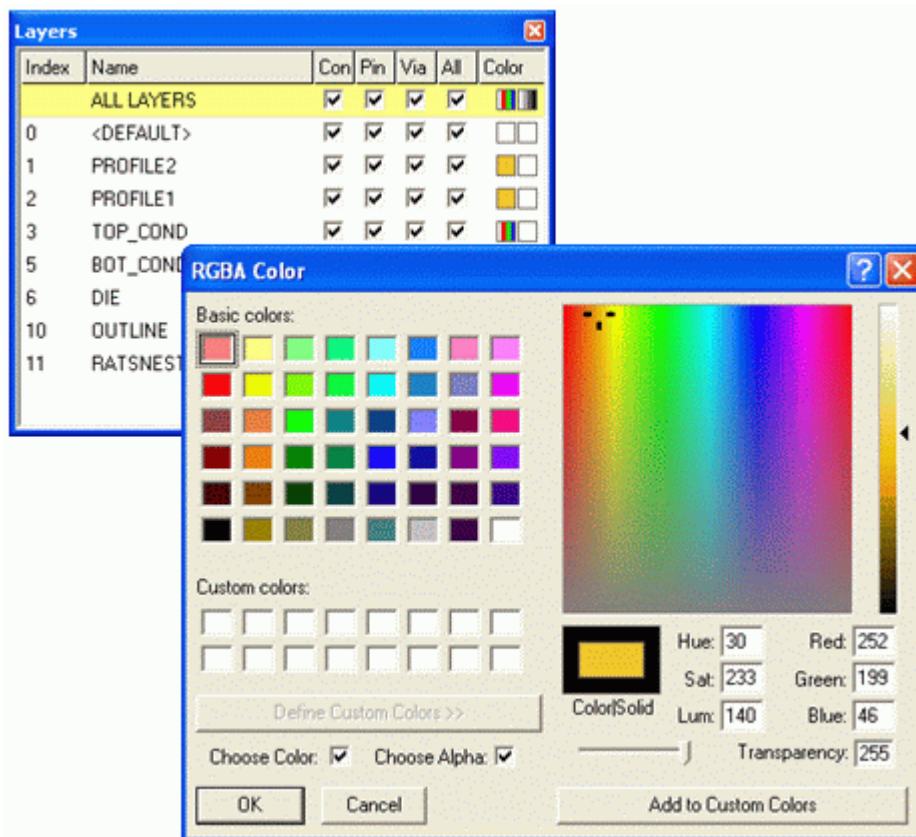 Layers
Index Name Con Pin Via All Color
ALL LAYERS
0 <DEFAULT>
1 PROFILE2
2 PROFILE1
3 TOP_COND
5 BOT_COND
6 DIE
10 OUTLINE
11 RATSNEST
RGBA Color
Basic colors:
Custom colors:
Define Custom Colors >>
Choose Color: Choose Alpha:
OK Cancel
Color|Solid
Hue: 30 Red: 252
Sat: 233 Green: 199
Lum: 140 Blue: 46
Transparency: 255
Add to Custom Colors